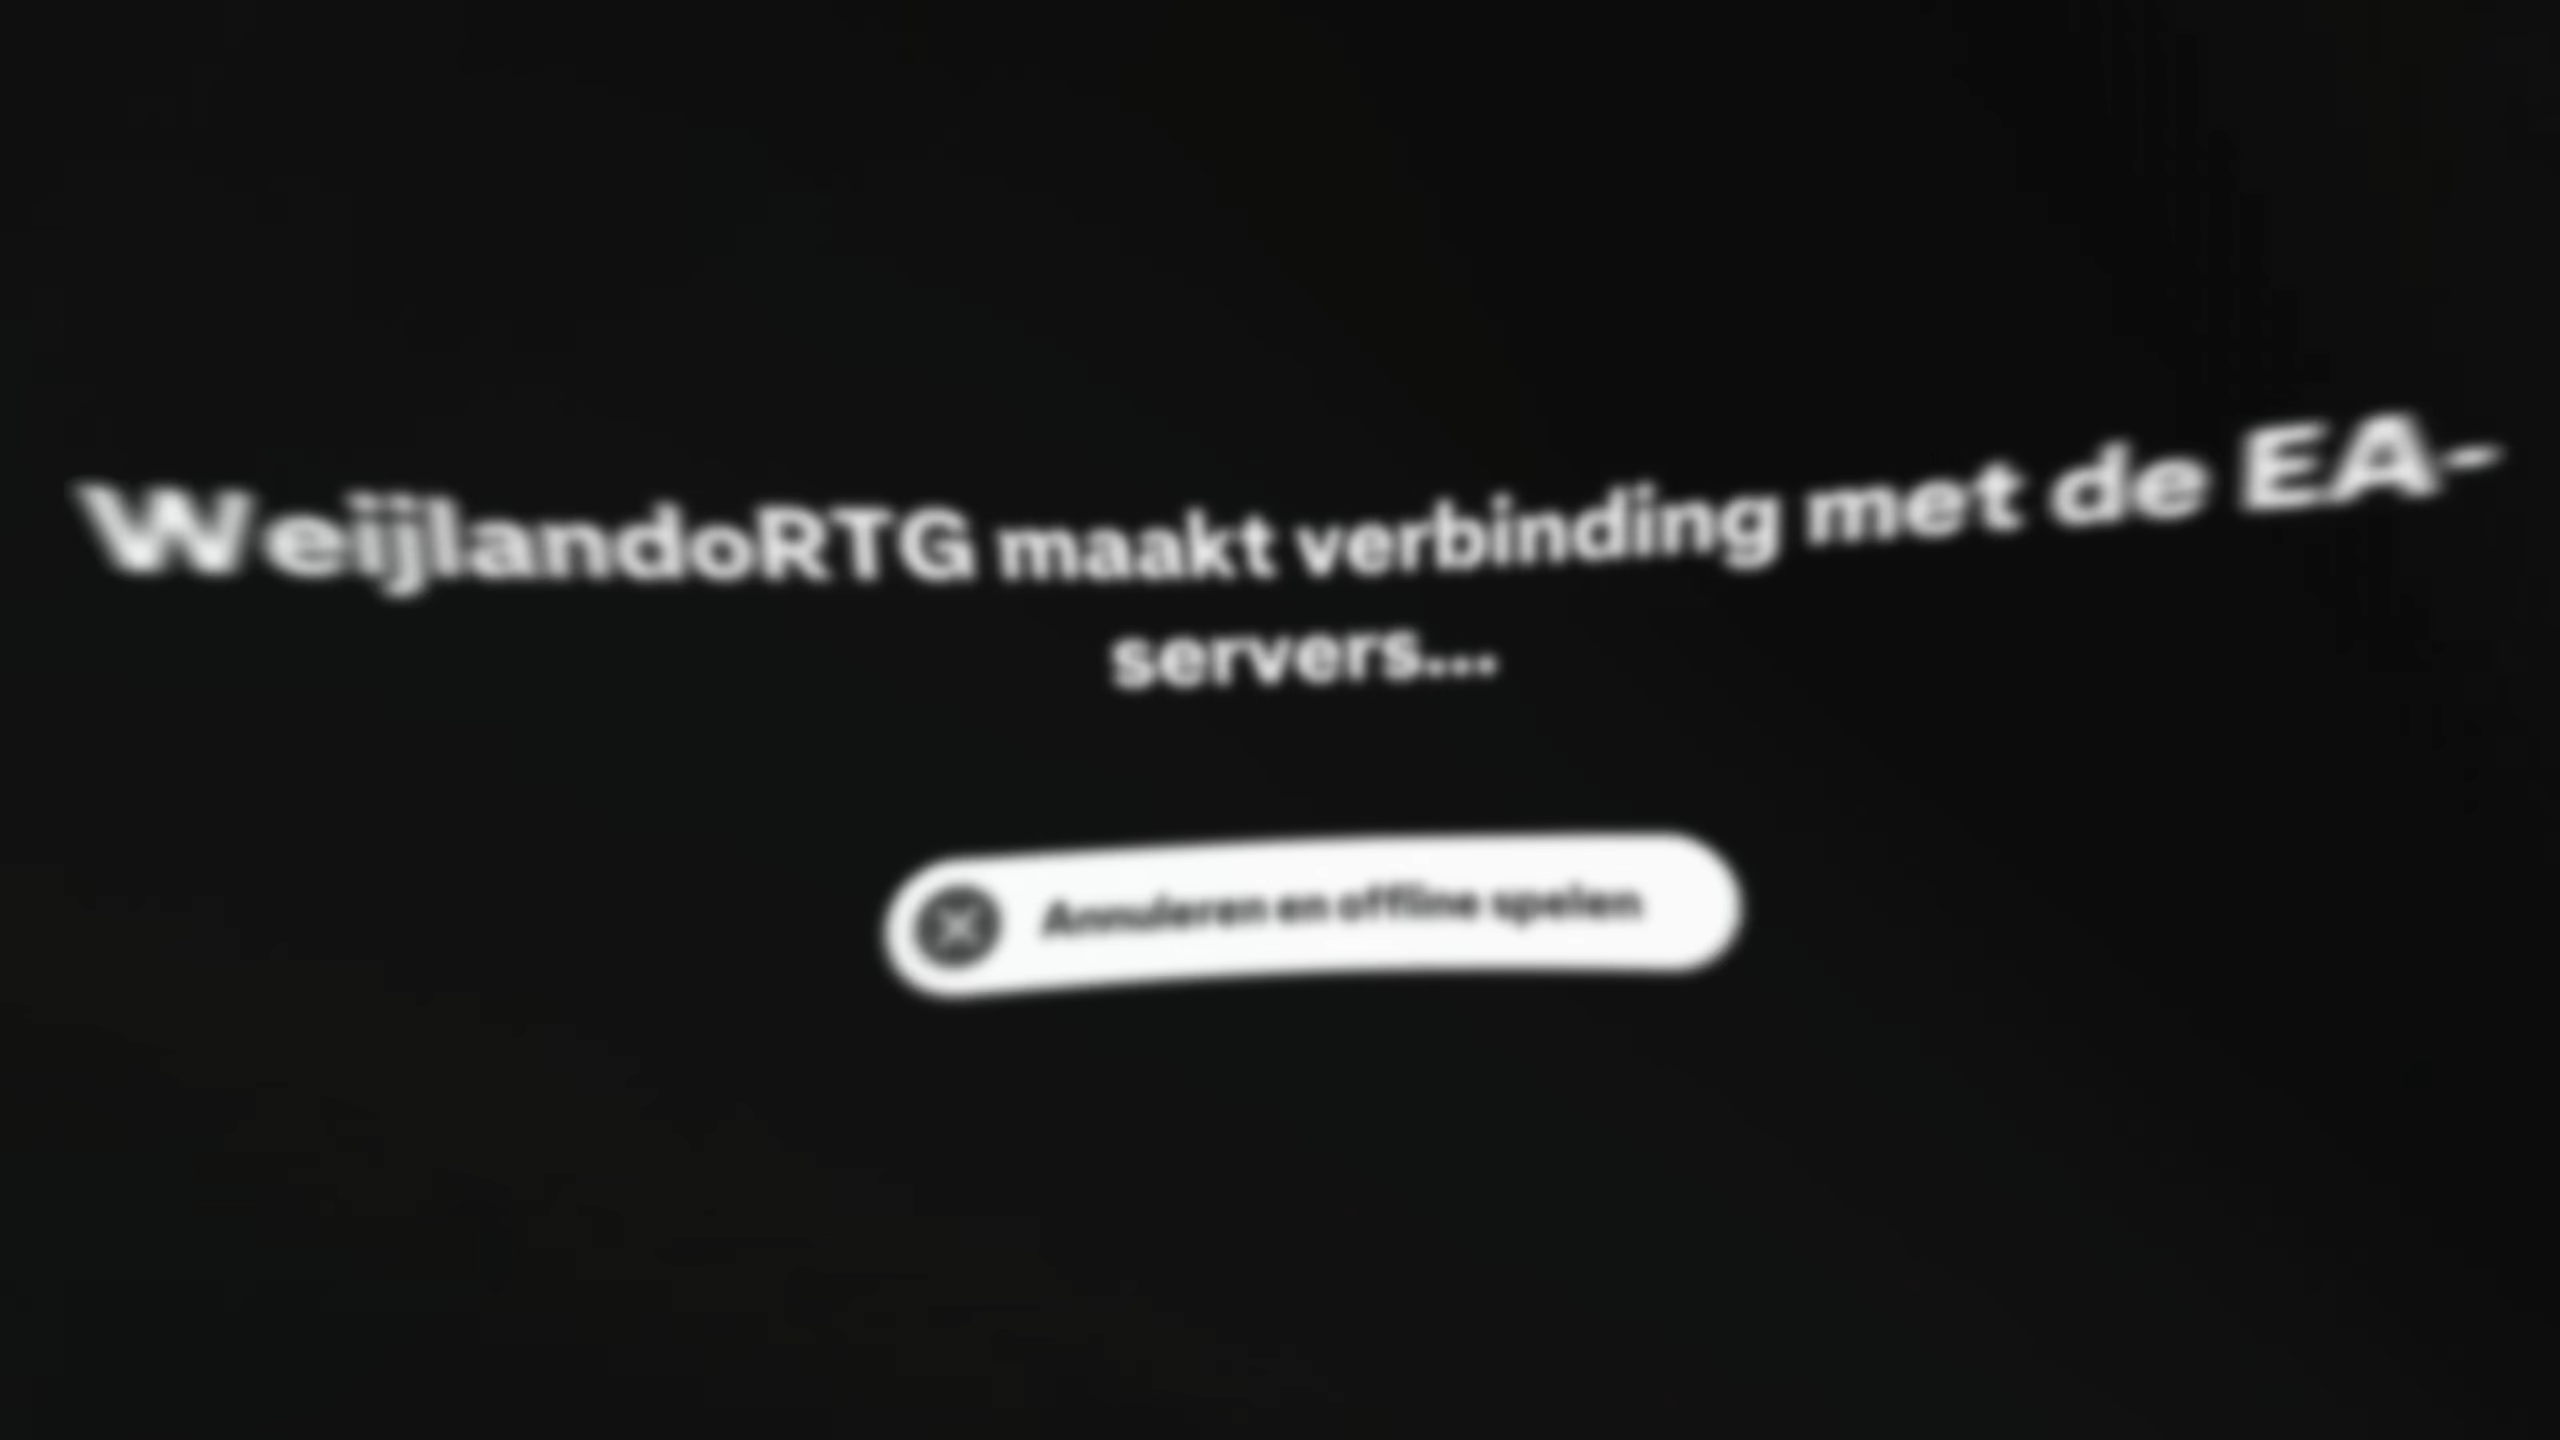 WeijlandoRTG maakt verbinding met de EA-
servers...
Annuleren en offline spelen